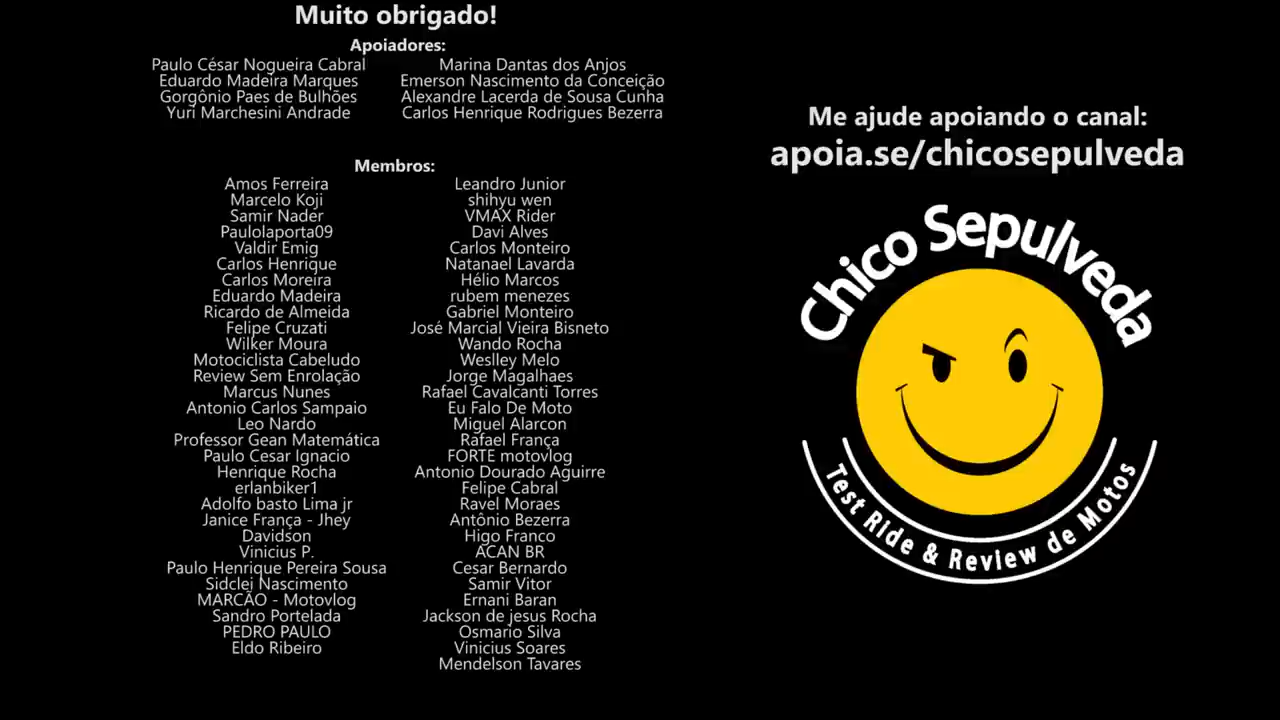 Muito obrigado!
Apoiadores:
Paulo César Nogueira Cabral
Eduardo Madeira Marques
Gorgônio Paes de Bulhões
Yuri Marchesini Andrade
Marina Dantas dos Anjos
Emerson Nascimento da Conceição
Alexandre Lacerda de Sousa Cunha
Carlos Henrique Rodrigues Bezerra
Membros:
Amos Ferreira
Marcelo Koji
Samir Nader
Paulolaporta09
Valdir Emig
Carlos Henrique
Carlos Moreira
Eduardo Madeira
Ricardo de Almeida
Felipe Cruzati
Wilker Moura
Motociclista Cabeludo
Review Sem Enrolação
Marcus Nunes
Antonio Carlos Sampaio
Leo Nardo
Professor Gean Matemática
Paulo Cesar Ignacio
Henrique Rocha
erlanbiker1
Adolfo basto Lima jr
Janice França - Jhey
Davidson
Vinicius P.
Paulo Henrique Pereira Sousa
Sidclei Nascimento
MARCÃO - Motovlog
Sandro Portelada
PEDRO PAULO
Eldo Ribeiro
Leandro Junior
shihyu wen
VMAX Rider
Davi Alves
Carlos Monteiro
Natanael Lavarda
Hélio Marcos
rubem menezes
Gabriel Monteiro
José Marcial Vieira Bisneto
Wando Rocha
Weslley Melo
Jorge Magalhaes
Rafael Cavalcanti Torres
Eu Falo De Moto
Miguel Alarcon
Rafael França
FORTE motovlog
Antonio Dourado Aguirre
Felipe Cabral
Ravel Moraes
Antônio Bezerra
Higo Franco
ACAN BR
Cesar Bernardo
Samir Vitor
Ernani Baran
Jackson de jesus Rocha
Osmario Silva
Vinicius Soares
Mendelson Tavares
Me ajude apoiando o canal:
apoia.se/chicosepulveda
Chico Sepulveda
Test Ride & Review de Motos